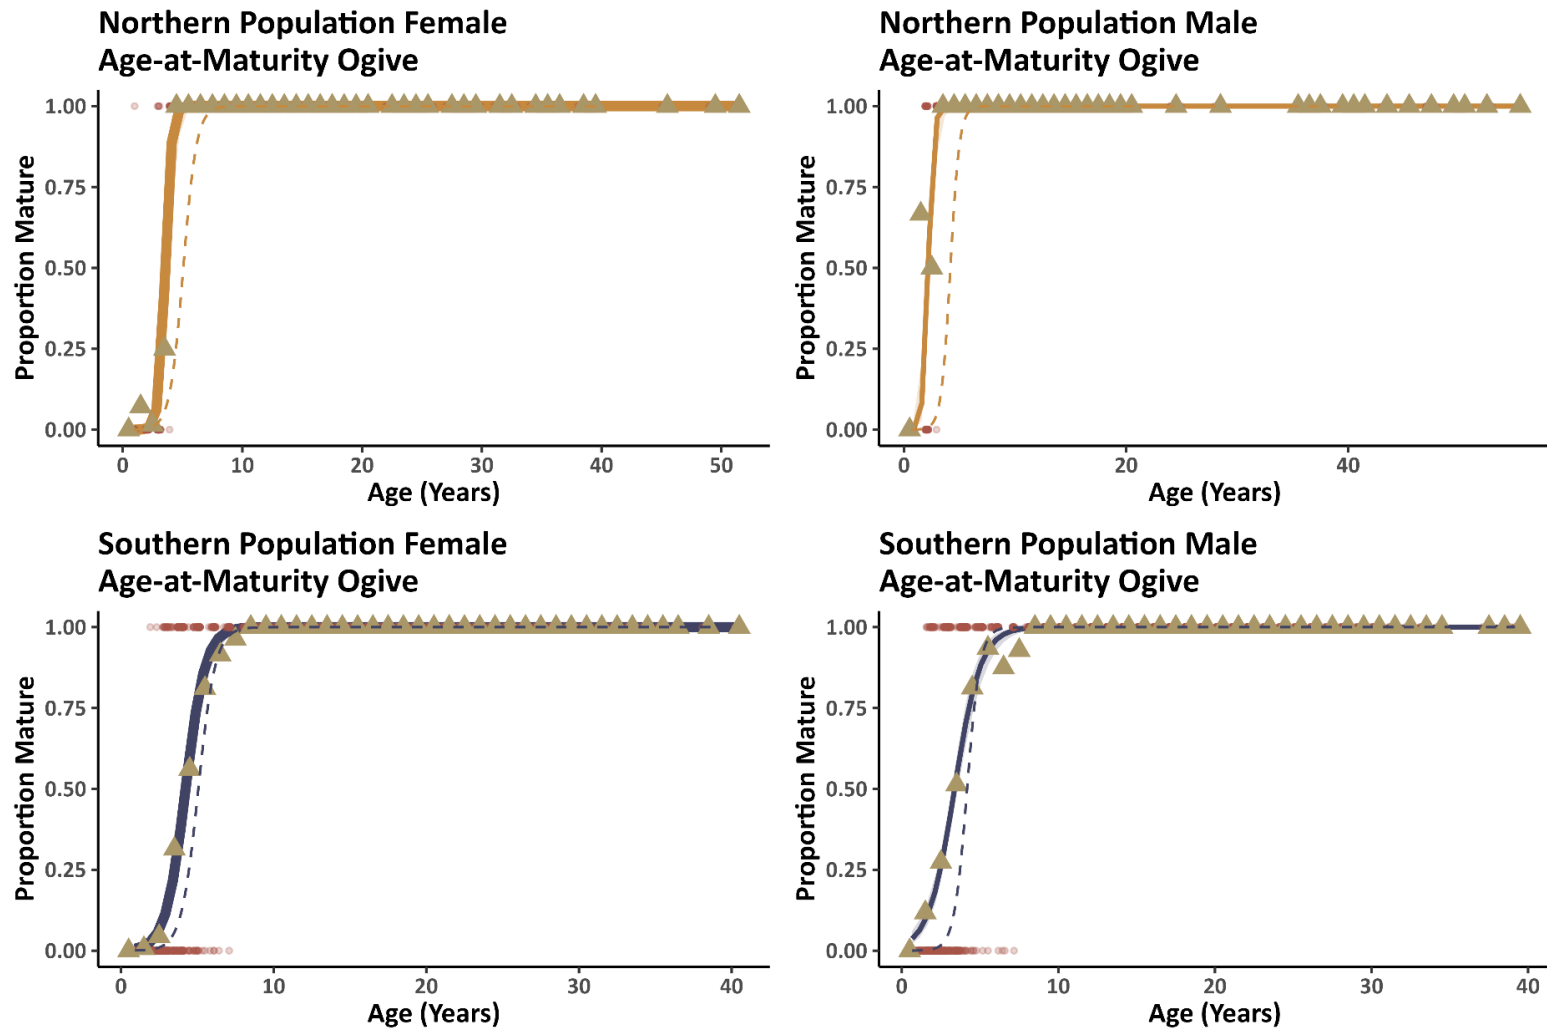 Northern Population Female
Age-at-Maturity Ogive
Proportion Mature
1.00
0.75
0.50
0.25
0.00
0 10 20 30 40 50
Age (Years)
Northern Population Male
Age-at-Maturity Ogive
Proportion Mature
1.00
0.75
0.50
0.25
0.00
0 20 40
Age (Years)
Southern Population Female
Age-at-Maturity Ogive
Proportion Mature
1.00
0.75
0.50
0.25
0.00
0 10 20 30 40
Age (Years)
Southern Population Male
Age-at-Maturity Ogive
Proportion Mature
1.00
0.75
0.50
0.25
0.00
0 10 20 30 40
Age (Years)